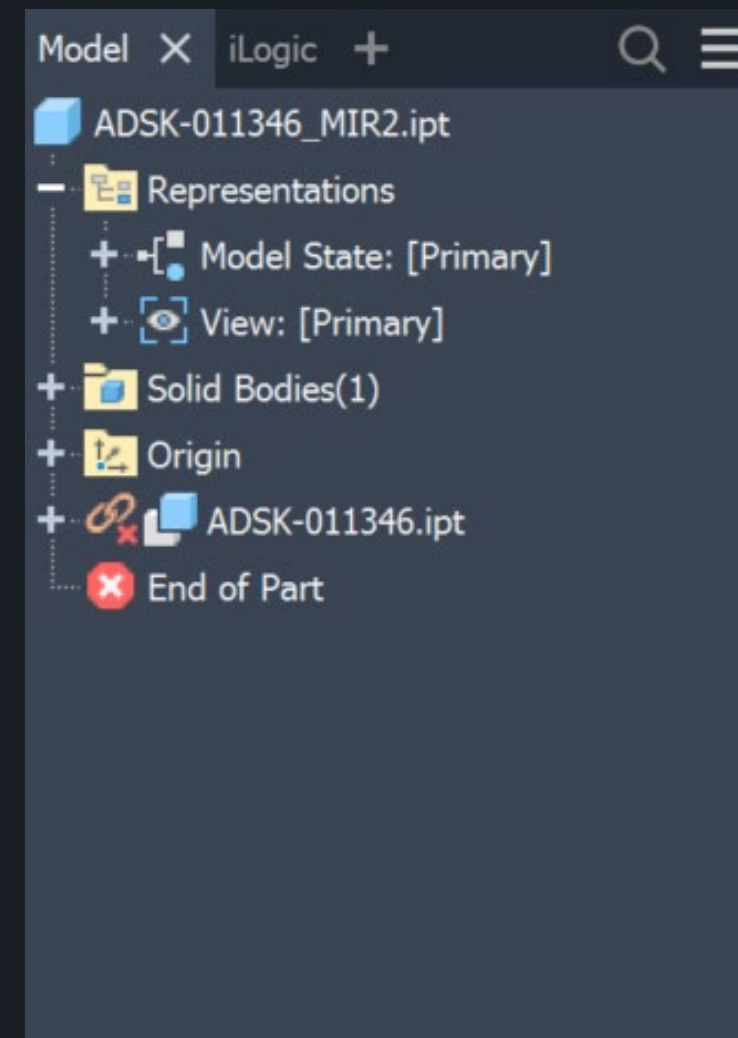 Model iLogic
ADSK-011346_MIR2.ipt
Representations
Model State: [Primary]
View: [Primary]
Solid Bodies(1)
Origin
ADSK-011346.ipt
End of Part